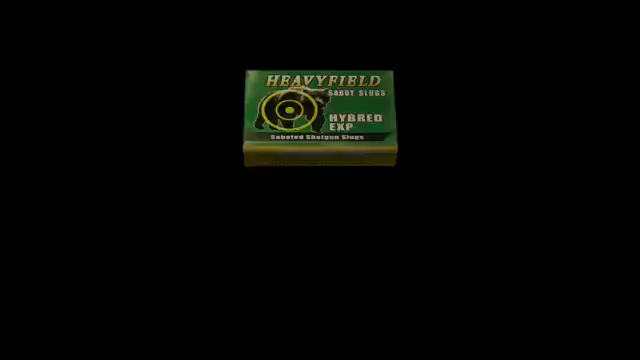 HEAVYFIELD
SABOT SLUGS
HYBRED
EXP
Saboted Shotgun Slugs